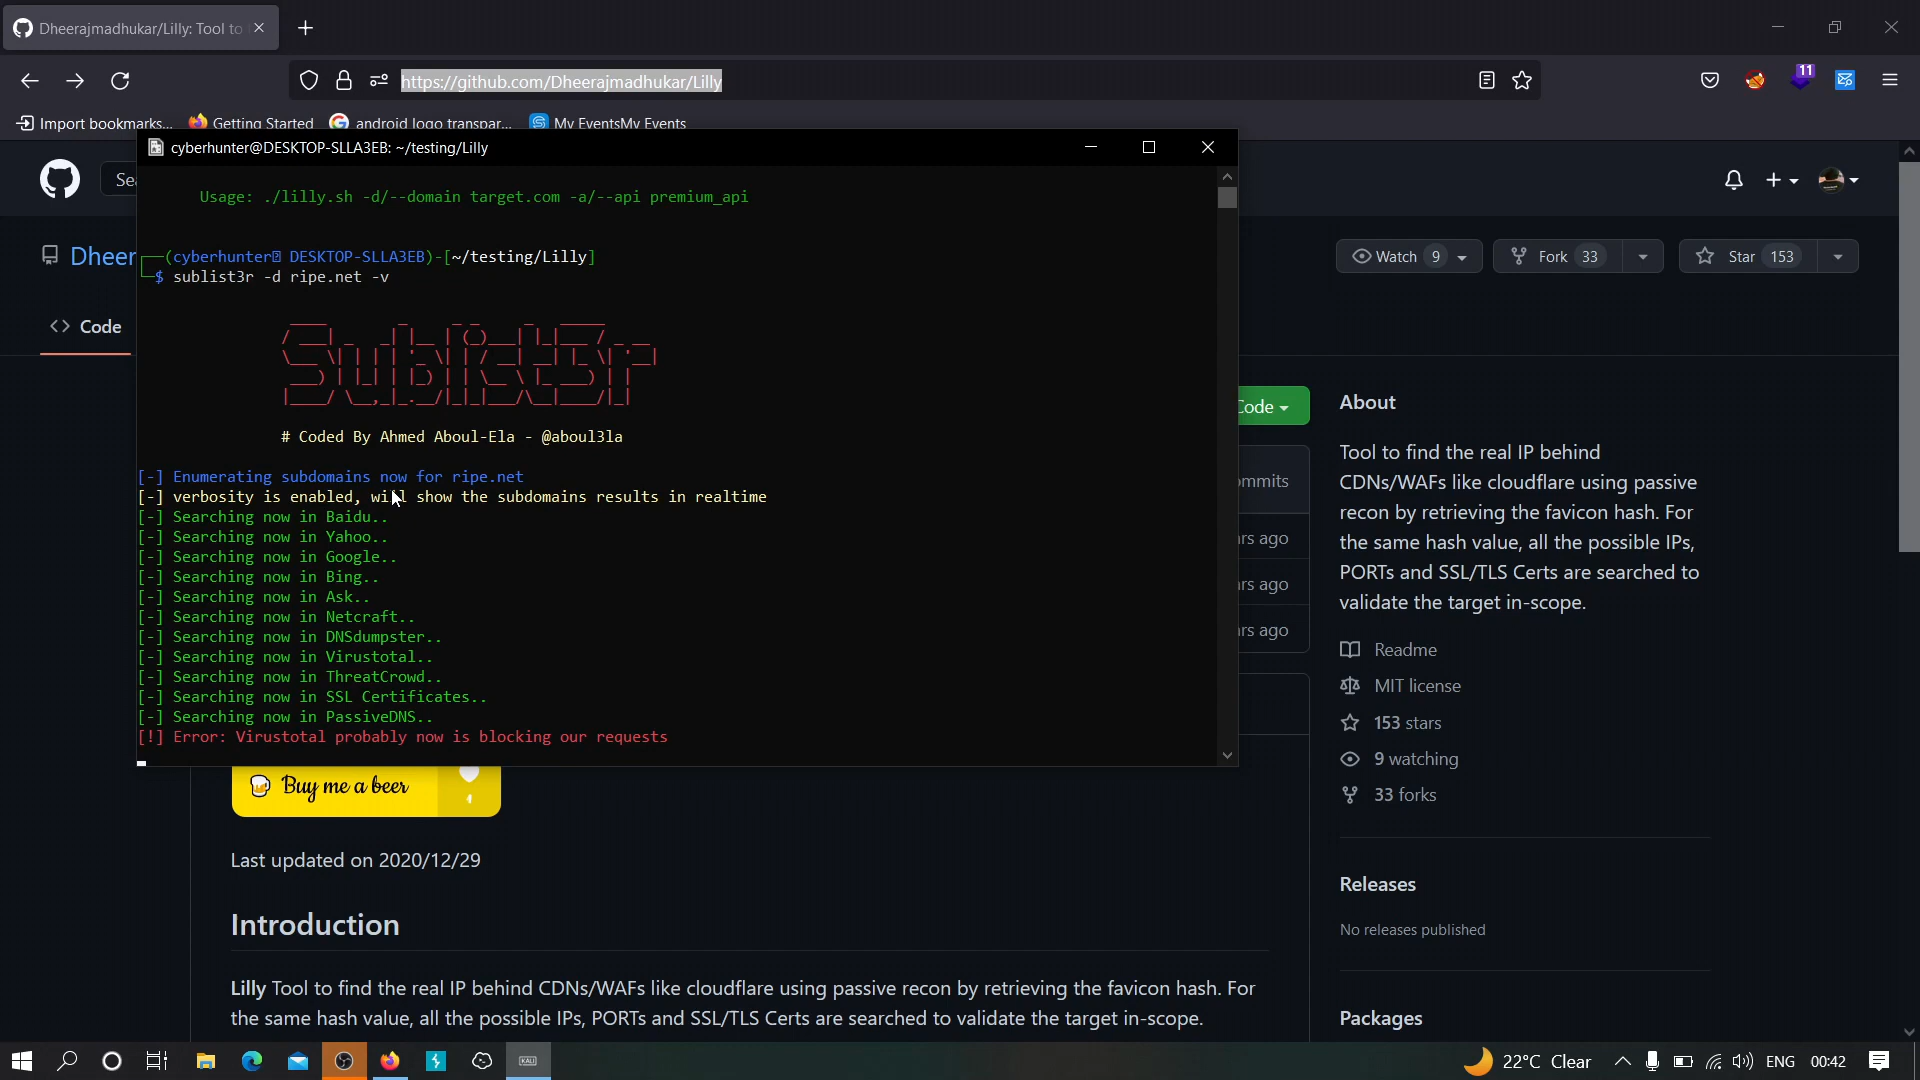 Dheerajmadhukar/Lilly: Tool to
https://github.com/Dheerajmadhukar/Lilly
11
Import bookmarks...
Getting Started
android logo transpar...
My EventsMy Events
cyberhunter@DESKTOP-SLLA3EB: ~/testing/Lilly
Usage: ./lilly.sh -d/--domain target.com -a/--api premium_api
(cyberhunter DESKTOP-SLLA3EB)-[~/testing/Lilly]
$ sublist3r -d ripe.net -v
Sublist3r
# Coded By Ahmed Aboul-Ela - @aboul3la
[-] Enumerating subdomains now for ripe.net
[-] verbosity is enabled, will show the subdomains results in realtime
[-] Searching now in Baidu..
[-] Searching now in Yahoo..
[-] Searching now in Google..
[-] Searching now in Bing..
[-] Searching now in Ask..
[-] Searching now in Netcraft..
[-] Searching now in DNSdumpster..
[-] Searching now in Virustotal..
[-] Searching now in ThreatCrowd..
[-] Searching now in SSL Certificates..
[-] Searching now in PassiveDNS..
[!] Error: Virustotal probably now is blocking our requests
Sea
Dheer
Code
Watch 9
Fork 33
Star 153
Code
ommits
rs ago
rs ago
rs ago
About
Tool to find the real IP behind
CDNs/WAFs like cloudflare using passive
recon by retrieving the favicon hash. For
the same hash value, all the possible IPs,
PORTs and SSL/TLS Certs are searched to
validate the target in-scope.
Readme
MIT license
153 stars
9 watching
33 forks
Releases
No releases published
Packages
Buy me a beer
Last updated on 2020/12/29
Introduction
Lilly Tool to find the real IP behind CDNs/WAFs like cloudflare using passive recon by retrieving the favicon hash. For
the same hash value, all the possible IPs, PORTs and SSL/TLS Certs are searched to validate the target in-scope.
KALI
22°C Clear
ENG
00:42